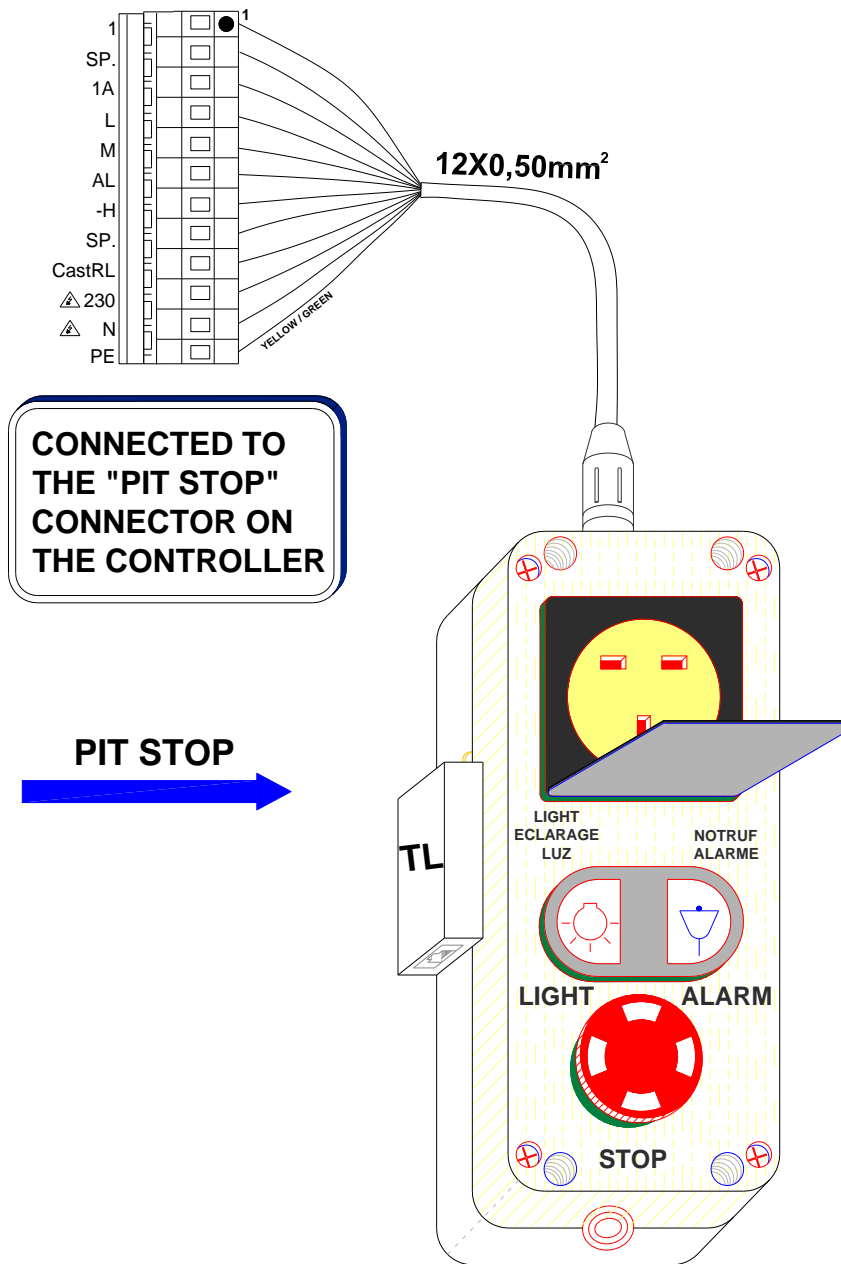 1
1
SP.
1A
L
M
AL
-H
SP.
CastRL
230
N
PE
12X0,50mm²
YELLOW / GREEN
CONNECTED TO
THE "PIT STOP"
CONNECTOR ON
THE CONTROLLER
PIT STOP
TL
LIGHT
ECLARAGE
LUZ
NOTRUF
ALARME
LIGHT
ALARM
STOP